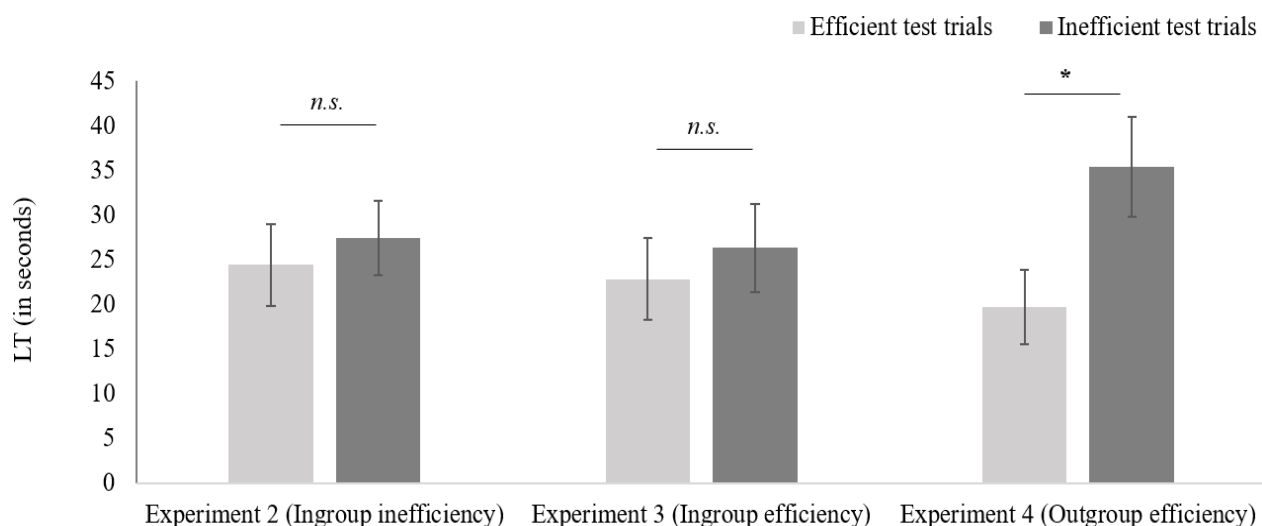 Efficient test trials Inefficient test trials
45
40
35
30
25
20
15
10
5
0
LT (in seconds)
n.s.
n.s.
*
Experiment 2 (Ingroup inefficiency) Experiment 3 (Ingroup efficiency) Experiment 4 (Outgroup efficiency)